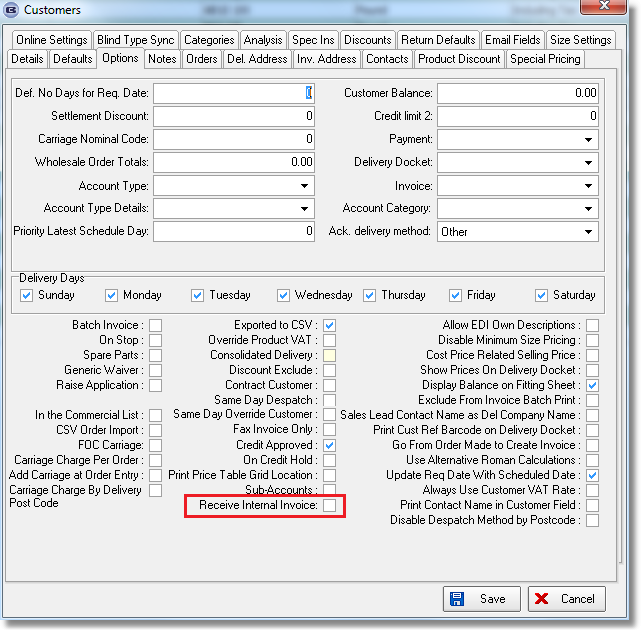 Customers
Online Settings Blind Type Sync Categories Analysis Spec Ins Discounts Return Defaults Email Fields Size Settings
Details Defaults Options Notes Orders Del. Address Inv. Address Contacts Product Discount Special Pricing
Def. No Days for Req. Date: 0 Customer Balance: 0.00
Settlement Discount: 0 Credit limit 2: 0
Carriage Nominal Code: 0 Payment:
Wholesale Order Totals: 0.00 Delivery Docket:
Account Type: Invoice:
Account Type Details: Account Category:
Priority Latest Schedule Day: 0 Ack. delivery method: Other
Delivery Days
Sunday Monday Tuesday Wednesday Thursday Friday Saturday
Batch Invoice : Exported to CSV : Allow EDI Own Descriptions :
On Stop : Override Product VAT : Disable Minimum Size Pricing :
Spare Parts : Consolidated Delivery : Cost Price Related Selling Price :
Generic Waiver : Discount Exclude : Show Prices On Delivery Docket :
Raise Application : Contract Customer : Display Balance on Fitting Sheet :
Same Day Despatch : Exclude From Invoice Batch Print :
In the Commercial List : Same Day Override Customer : Sales Lead Contact Name as Del Company Name :
CSV Order Import : Fax Invoice Only : Print Cust Ref Barcode on Delivery Docket :
FOC Carriage: Credit Approved : Go From Order Made to Create Invoice :
Carriage Charge Per Order : On Credit Hold : Use Alternative Roman Calculations :
Add Carriage at Order Entry : Print Price Table Grid Location : Update Req Date With Scheduled Date :
Carriage Charge By Delivery Post Code Sub-Accounts : Always Use Customer VAT Rate :
Receive Internal Invoice: Print Contact Name in Customer Field :
Disable Despatch Method by Postcode :
Save Cancel